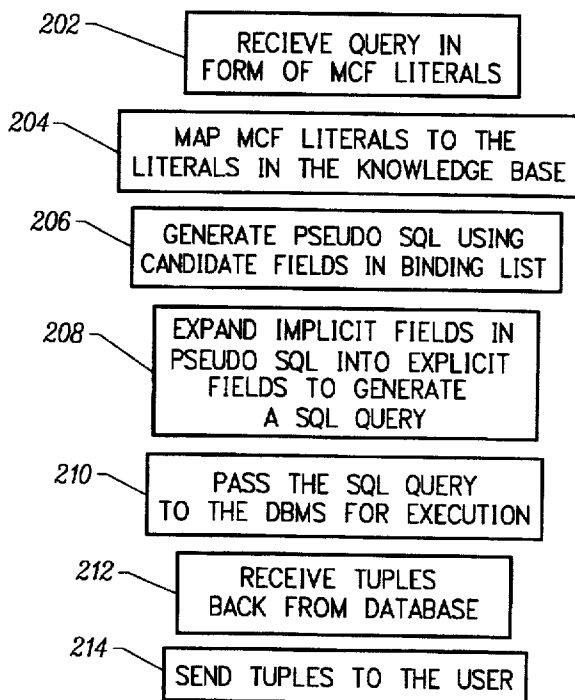 202
RECIEVE QUERY IN
FORM OF MCF LITERALS
204
MAP MCF LITERALS TO THE
LITERALS IN THE KNOWLEDGE BASE
206
GENERATE PSEUDO SQL USING
CANDIDATE FIELDS IN BINDING LIST
208
EXPAND IMPLICIT FIELDS IN
PSEUDO SQL INTO EXPLICIT
FIELDS TO GENERATE
A SQL QUERY
210
PASS THE SQL QUERY
TO THE DBMS FOR EXECUTION
212
RECEIVE TUPLES
BACK FROM DATABASE
214
SEND TUPLES TO THE USER